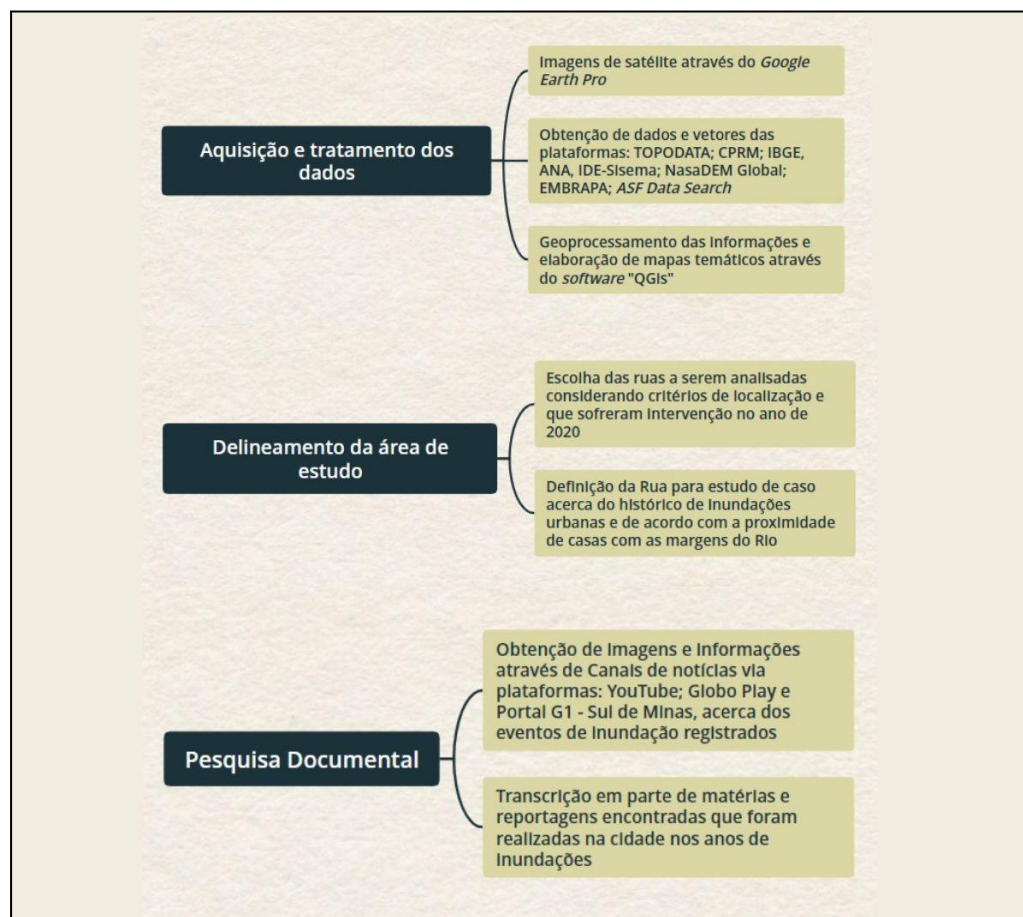 Aquisição e tratamento dos
dados
Imagens de satélite através do Google
Earth Pro
Obtenção de dados e vetores das
plataformas: TOPODATA; CPRM; IBGE,
ANA, IDE-Sisema; NasaDEM Global;
EMBRAPA; ASF Data Search
Geoprocessamento das Informações e
elaboração de mapas temáticos através
do software "QGis"
Delineamento da área de
estudo
Escolha das ruas a serem analisadas
considerando critérios de localização e
que sofreram intervenção no ano de
2020
Definição da Rua para estudo de caso
acerca do histórico de Inundações
urbanas e de acordo com a proximidade
de casas com as margens do Rio
Pesquisa Documental
Obtenção de Imagens e Informações
através de Canais de notícias via
plataformas: YouTube; Globo Play e
Portal G1 - Sul de Minas, acerca dos
eventos de Inundação registrados
Transcrição em parte de matérias e
reportagens encontradas que foram
realizadas na cidade nos anos de
Inundações